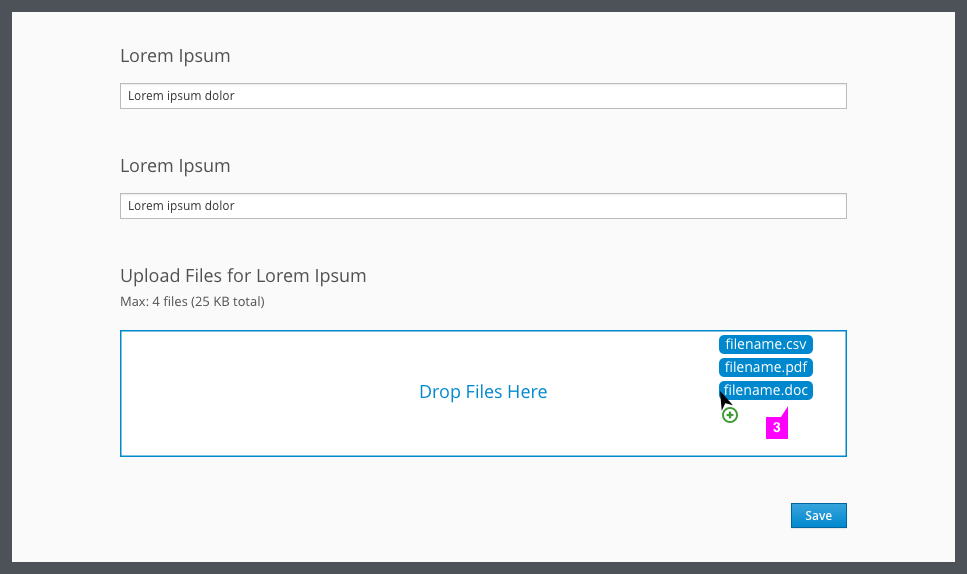 Lorem Ipsum
Lorem ipsum dolor
Lorem Ipsum
Lorem ipsum dolor
Upload Files for Lorem Ipsum
Max: 4 files (25 KB total)
filename.csv
filename.pdf
Drop Files Here
filename.doc
3
Save